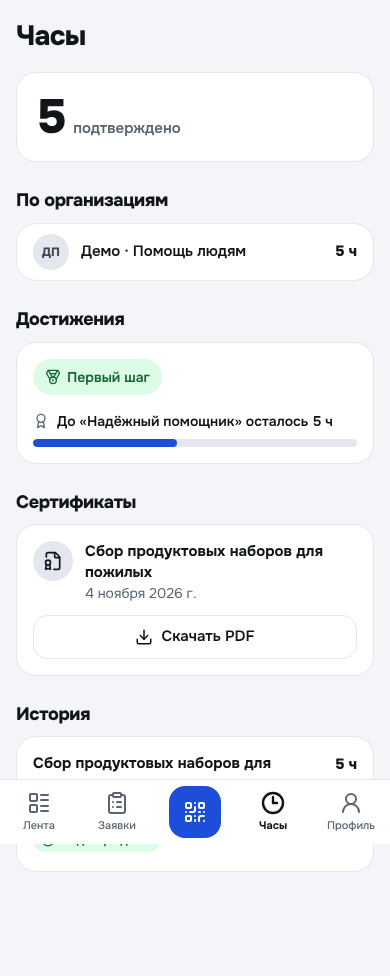 Часы
5 подтверждено
По организациям
ДП Демо · Помощь людям 5 ч
Достижения
Первый шаг
До «Надёжный помощник» осталось 5 ч
Сертификаты
Сбор продуктовых наборов для
пожилых
4 ноября 2026 г.
Скачать PDF
История
Сбор продуктовых наборов для 5 ч
Лента Заявки Часы Профиль